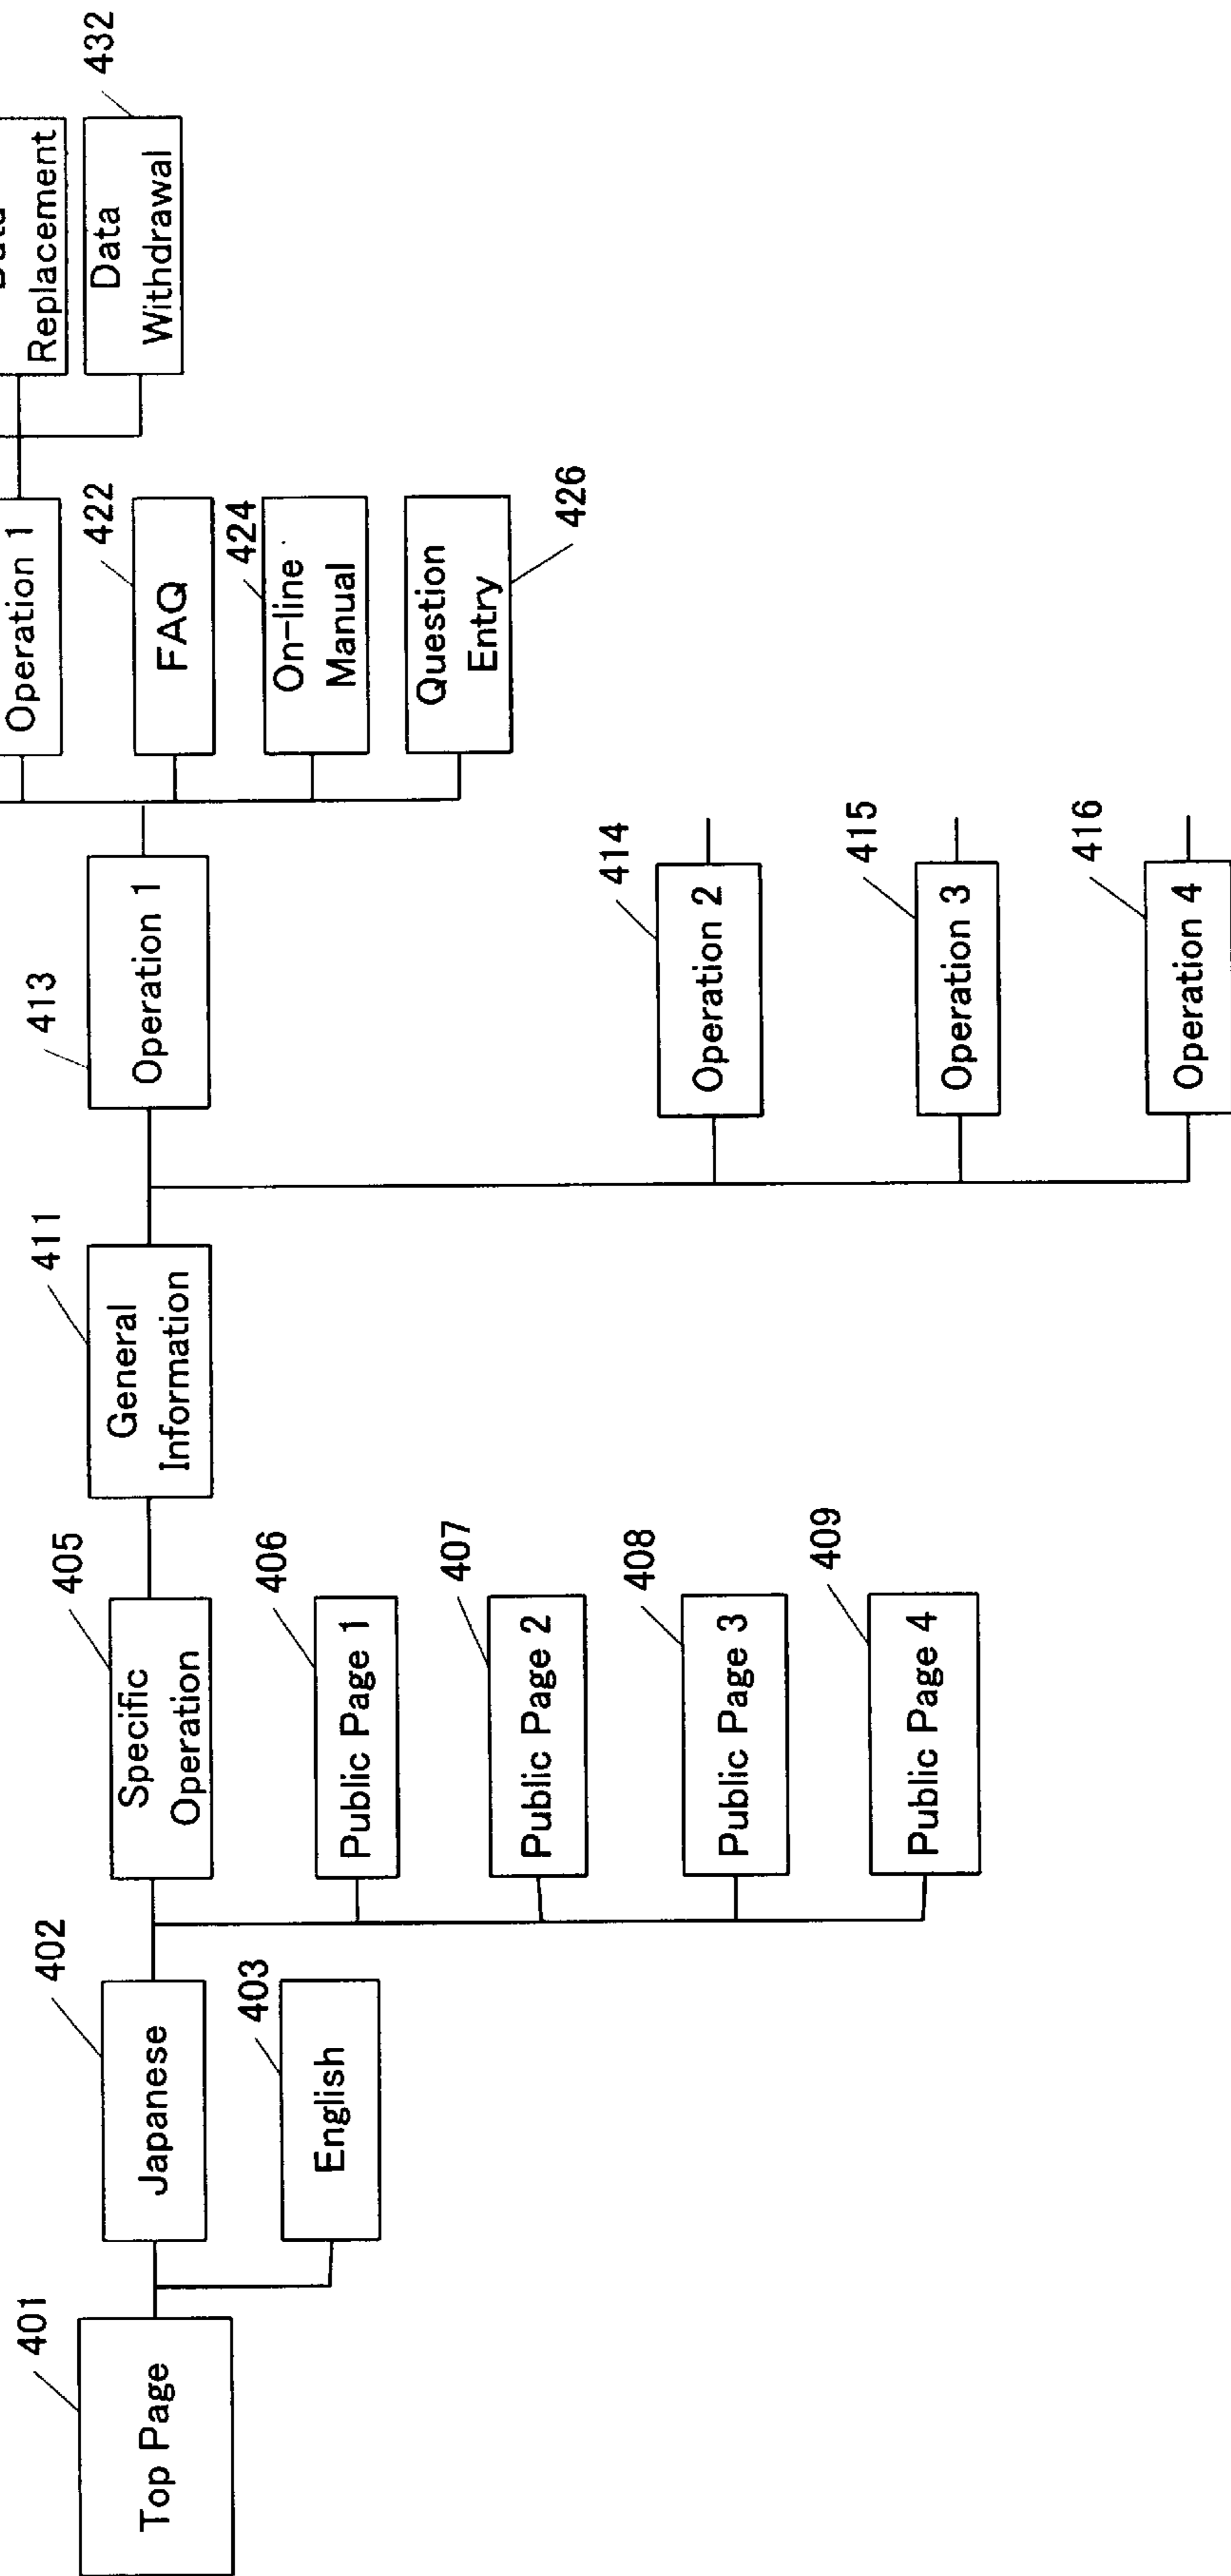 401
Top Page
402
Japanese
403
English
405
Specific
Operation
406
Public Page 1
407
Public Page 2
408
Public Page 3
409
Public Page 4
411
General
Information
413
Operation 1
414
Operation 2
415
Operation 3
416
Operation 4
Operation 1
422
FAQ
424
On-line
Manual
426
Question
Entry
Replacement
432
Data
Withdrawal